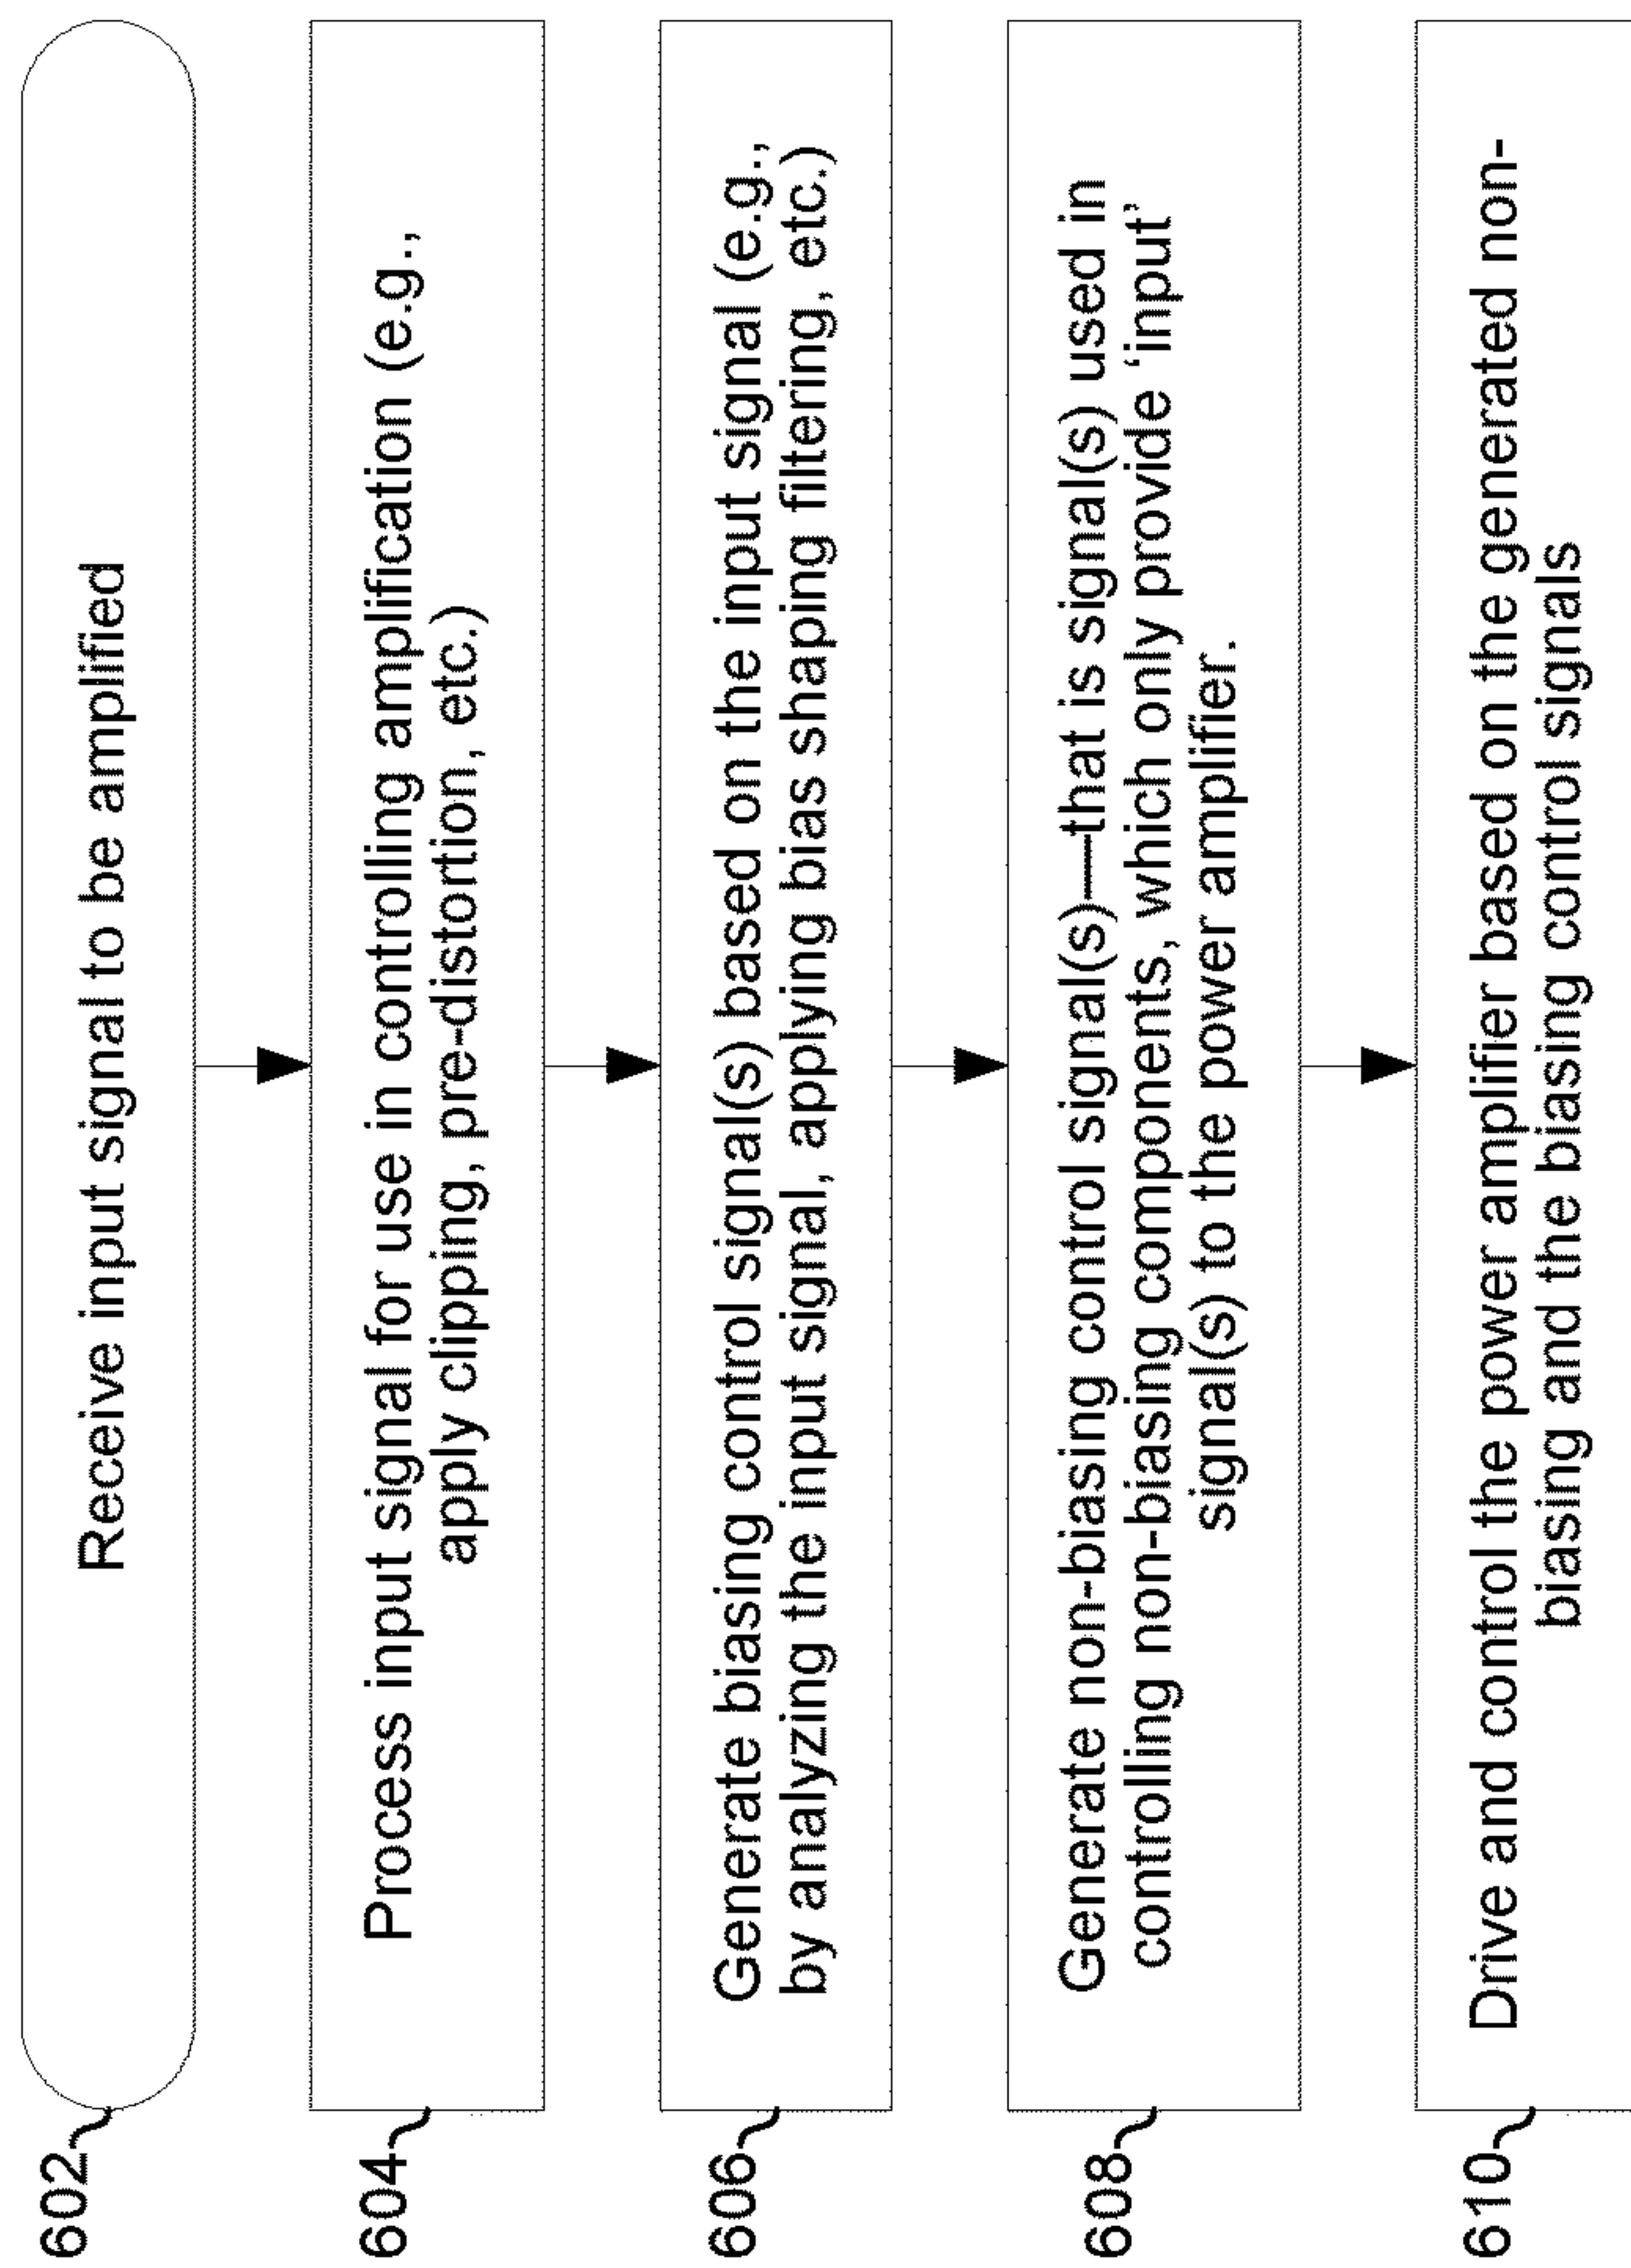 602
Receive input signal to be amplified
604
Process input signal for use in controlling amplification (e.g.,
apply clipping, pre-distortion, etc.)
606
Generate biasing control signal(s) based on the input signal (e.g.,
by analyzing the input signal, applying bias shaping filtering, etc.)
608
Generate non-biasing control signal(s)—that is signal(s) used in
controlling non-biasing components, which only provide ‘input’
signal(s) to the power amplifier.
610
Drive and control the power amplifier based on the generated non-
biasing and the biasing control signals